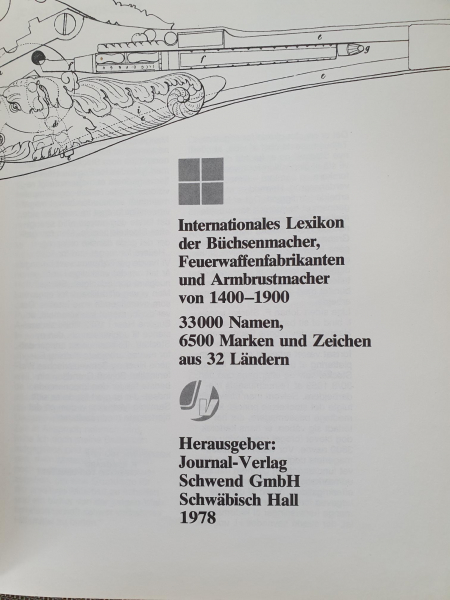 e
g
f
e
i
a
d
Internationales Lexikon
der Büchsenmacher,
Feuerwaffenfabrikanten
und Armbrustmacher
von 1400–1900
33000 Namen,
6500 Marken und Zeichen
aus 32 Ländern
Herausgeber:
Journal-Verlag
Schwend GmbH
Schwäbisch Hall
1978